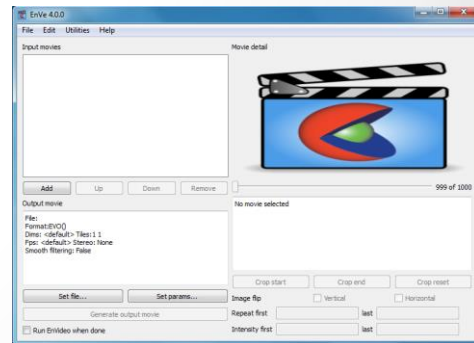 EnVe 4.0.0
File Edit Utilities Help
Input movies
Movie detail
Add Up Down Remove
999 of 1000
Output movie
No movie selected
File:
Format:EVO()
Dims: <default> Tiles:1 1
Fps: <default> Stereo: None
Smooth filtering: False
Crop start Crop end Crop reset
Set file... Set params...
Image flip Vertical Horizontal
Generate output movie
Repeat first last
Run EnVideo when done
Intensity first last